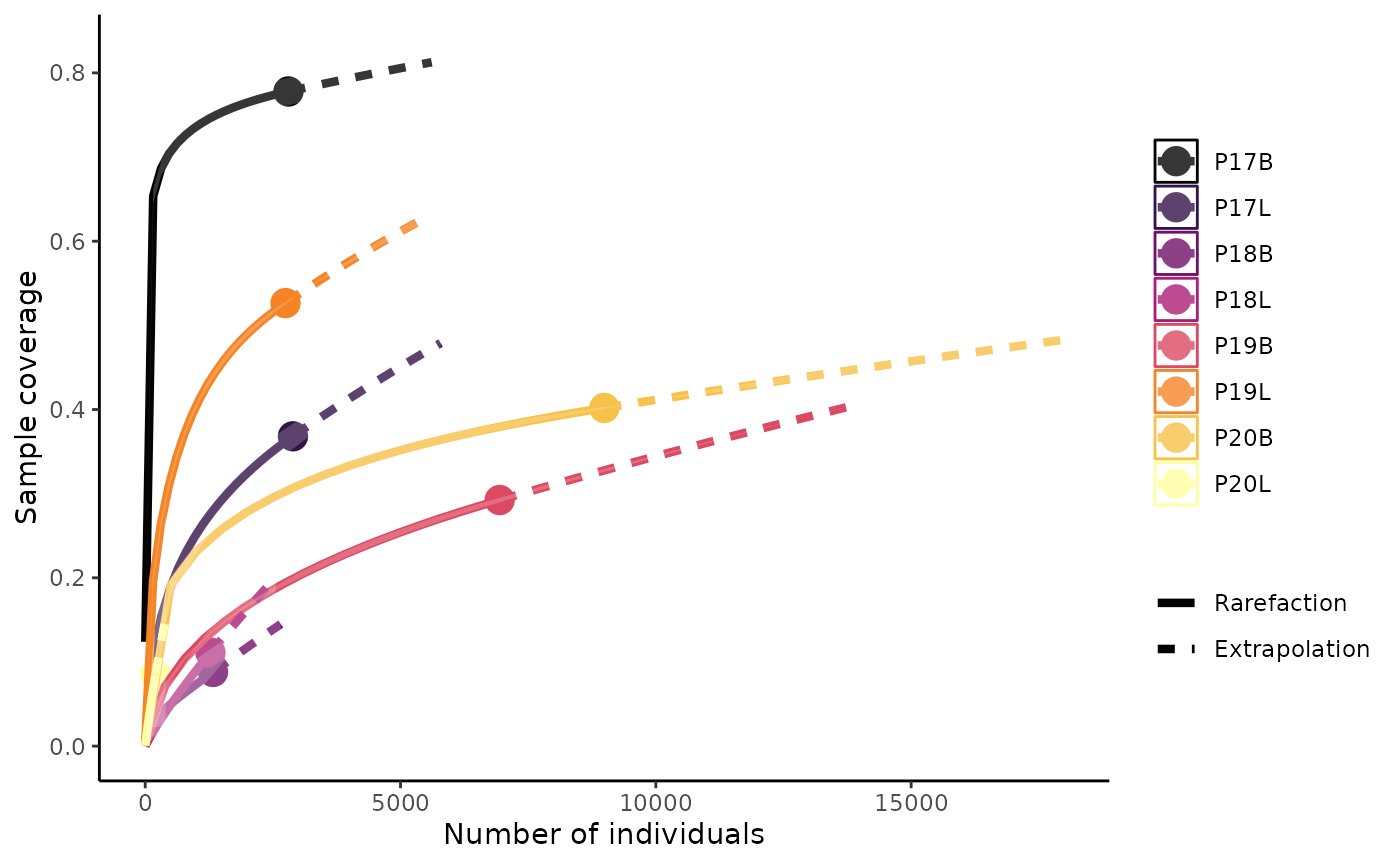 0.8
0.6
0.4
0.2
0.0
Sample coverage
0
5000
10000
15000
Number of individuals
P17B
P17L
P18B
P18L
P19B
P19L
P20B
P20L
Rarefaction
Extrapolation